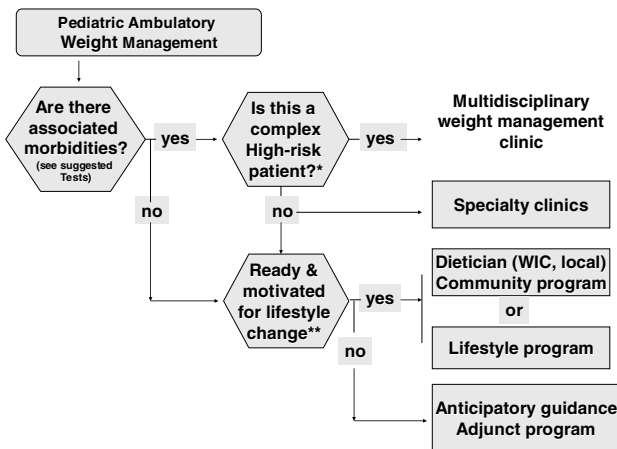 Pediatric Ambulatory
Weight Management
Are there
associated
morbidities?
(see suggested
Tests)
yes
Is this a
complex
High-risk
patient?*
yes
Multidisciplinary
weight management
clinic
no
no
Specialty clinics
Ready &
motivated
for lifestyle
change**
yes
Dietician (WIC, local)
Community program
or
Lifestyle program
no
Anticipatory guidance
Adjunct program